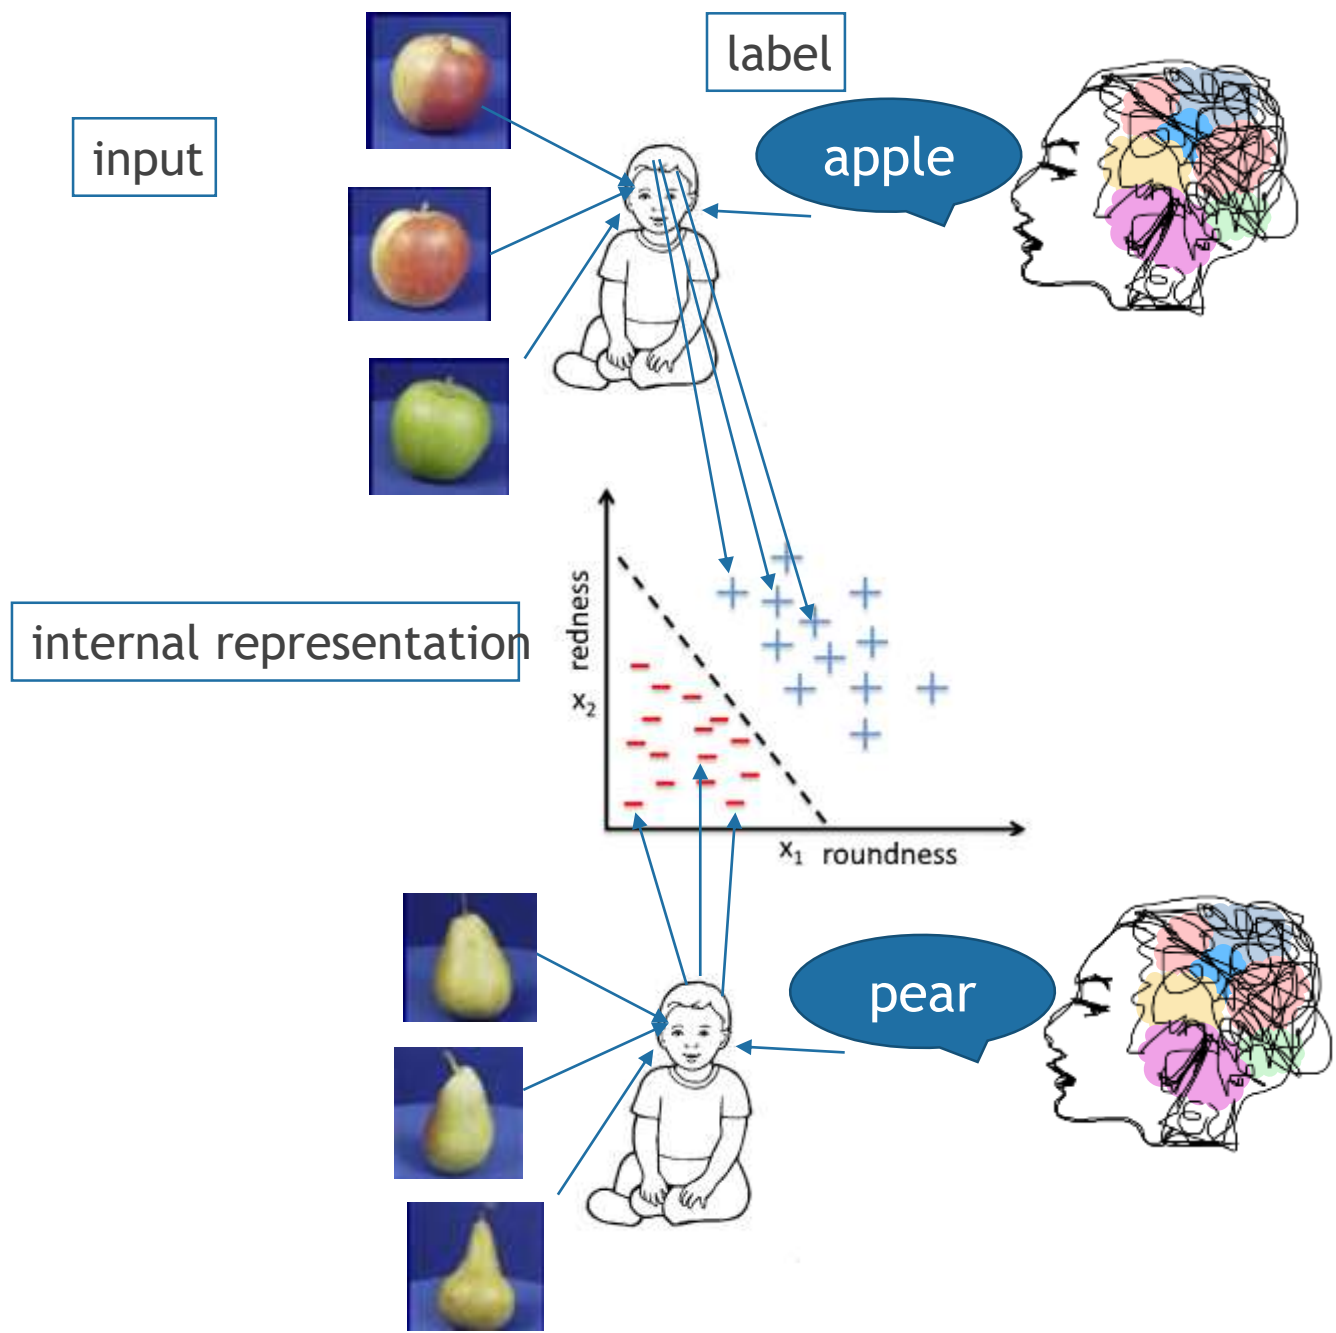 label
input
apple
internal representation
redness
x₂
x₁ roundness
pear